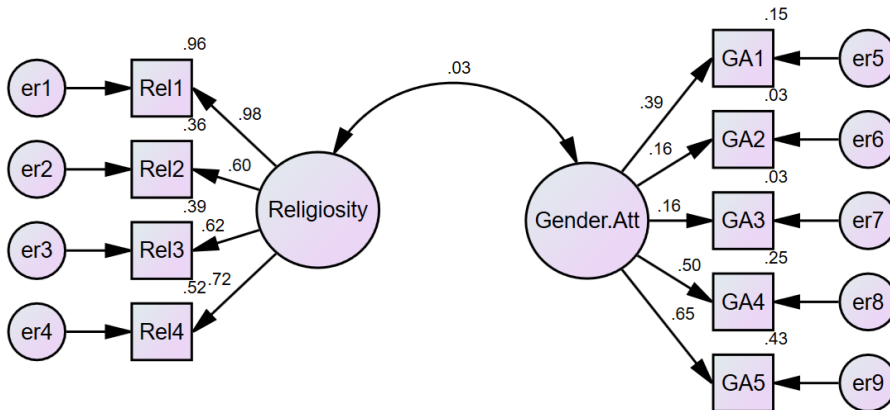 .96
er1
Rel1
.98
.36
er2
Rel2
.60
.39
er3
Rel3
.62
.52
er4
Rel4
.72
Religiosity
.03
Gender.Att
.15
.39
GA1
er5
.03
.16
GA2
er6
.03
.16
GA3
er7
.25
.50
GA4
er8
.43
.65
GA5
er9